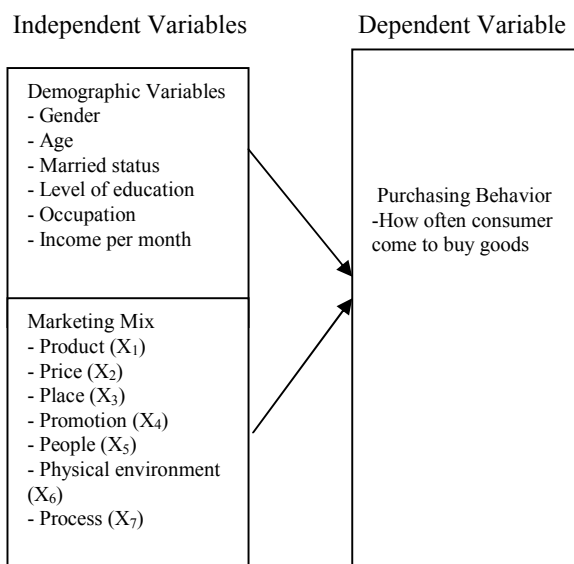 Independent Variables
Dependent Variable
Demographic Variables
- Gender
- Age
- Married status
- Level of education
- Occupation
- Income per month
Marketing Mix
- Product (X₁)
- Price (X₂)
- Place (X₃)
- Promotion (X₄)
- People (X₅)
- Physical environment
(X₆)
- Process (X₇)
Purchasing Behavior
-How often consumer
come to buy goods